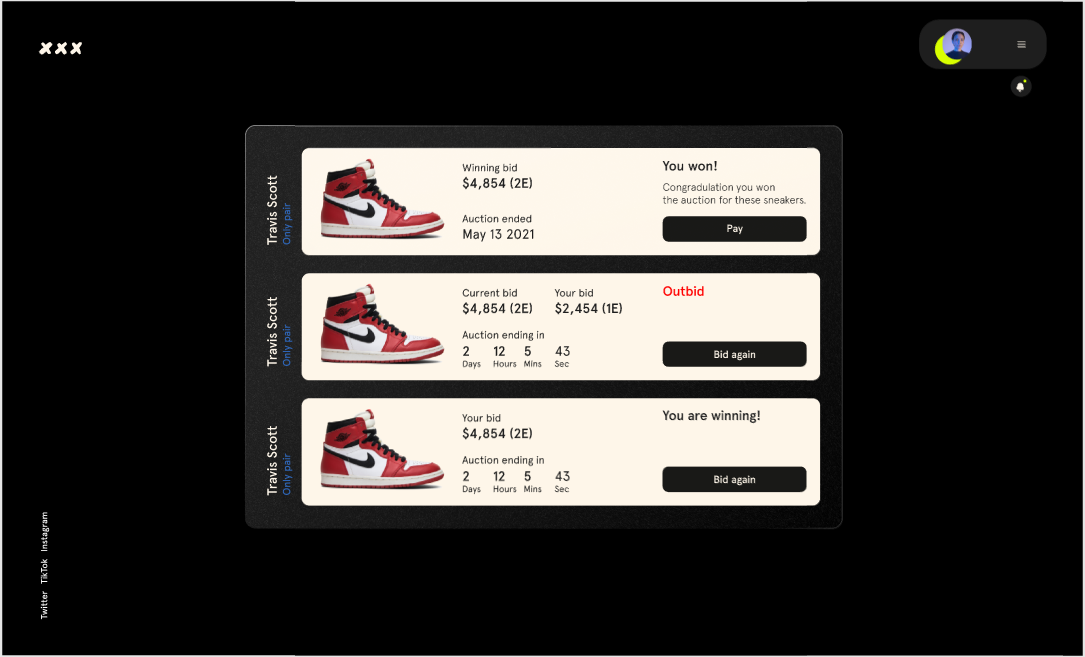 xxx
Travis Scott
Only pair
Winning bid
$4,854 (2E)
Auction ended
May 13 2021
You won!
Congradulation you won
the auction for these sneakers.
Pay
Travis Scott
Only pair
Current bid Your bid
$4,854 (2E) $2,454 (1E)
Auction ending in
2 12 5 43
Days Hours Mins Sec
Outbid
Bid again
Travis Scott
Only pair
Your bid
$4,854 (2E)
Auction ending in
2 12 5 43
Days Hours Mins Sec
You are winning!
Bid again
Twitter TikTok Instagram